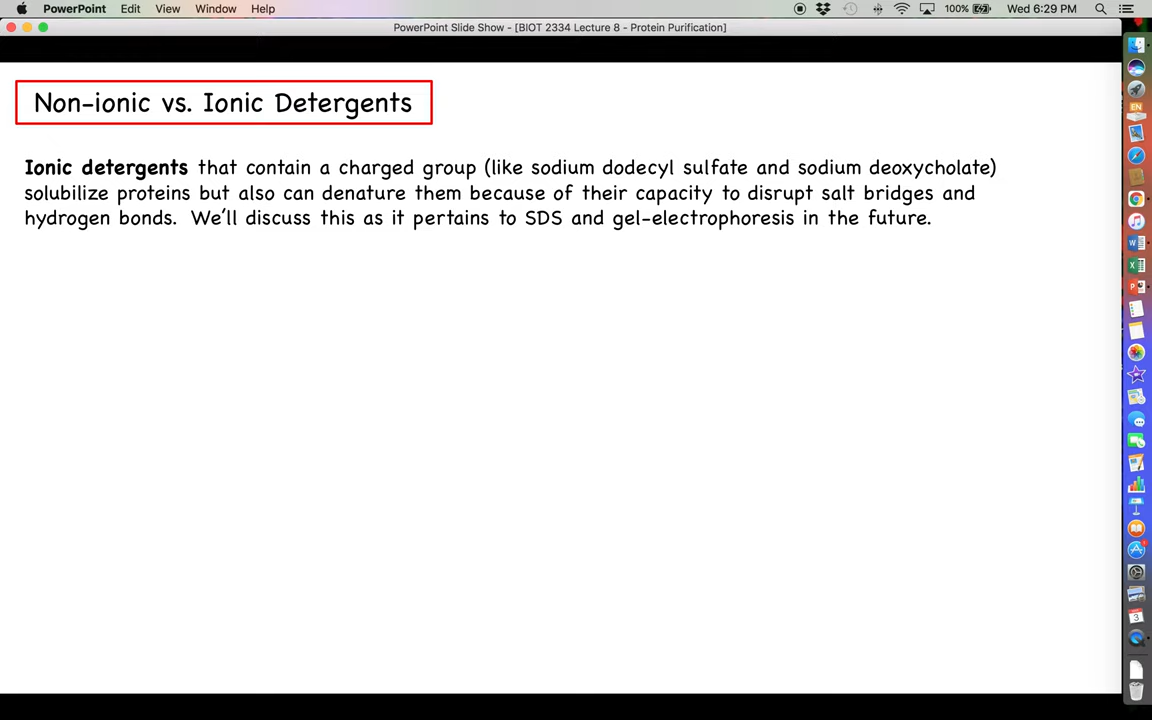 PowerPoint Edit View Window Help 100% Wed 6:29 PM
PowerPoint Slide Show - [BIOT 2334 Lecture 8 - Protein Purification]
Non-ionic vs. Ionic Detergents
Ionic detergents that contain a charged group (like sodium dodecyl sulfate and sodium deoxycholate)
solubilize proteins but also can denature them because of their capacity to disrupt salt bridges and
hydrogen bonds. We'll discuss this as it pertains to SDS and gel-electrophoresis in the future.
EN
3